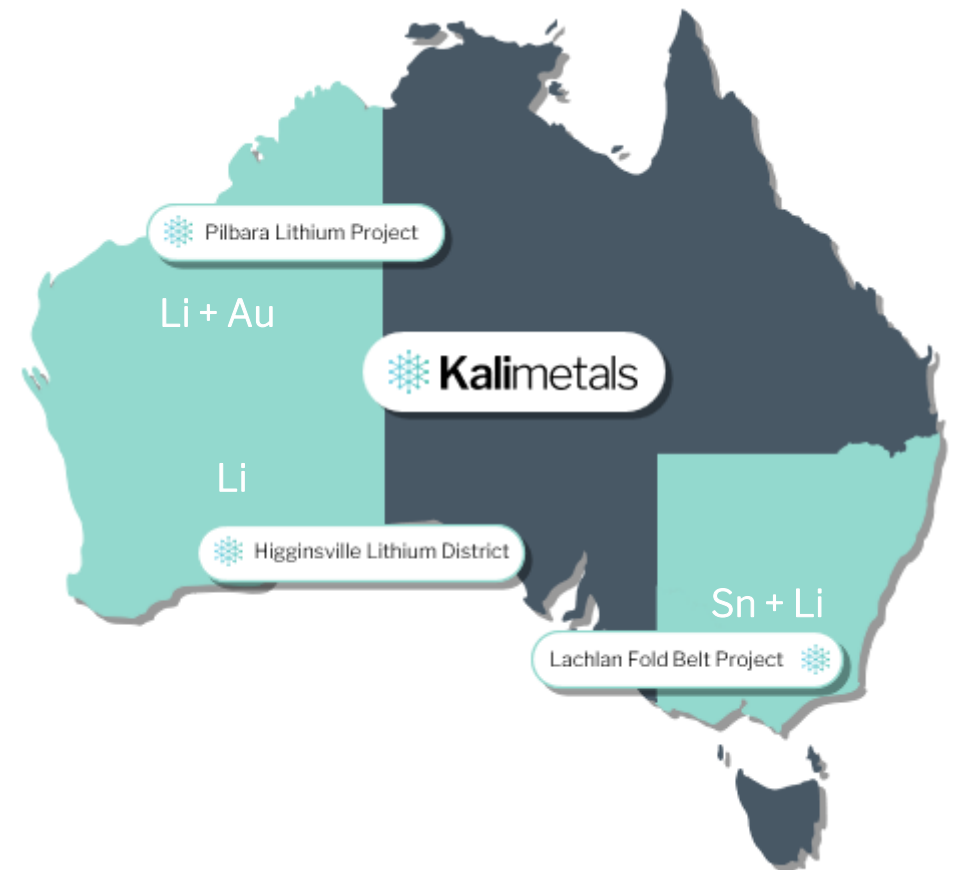 Pilbara Lithium Project
Li + Au
Kalimetals
Li
Higginsville Lithium District
Sn + Li
Lachlan Fold Belt Project